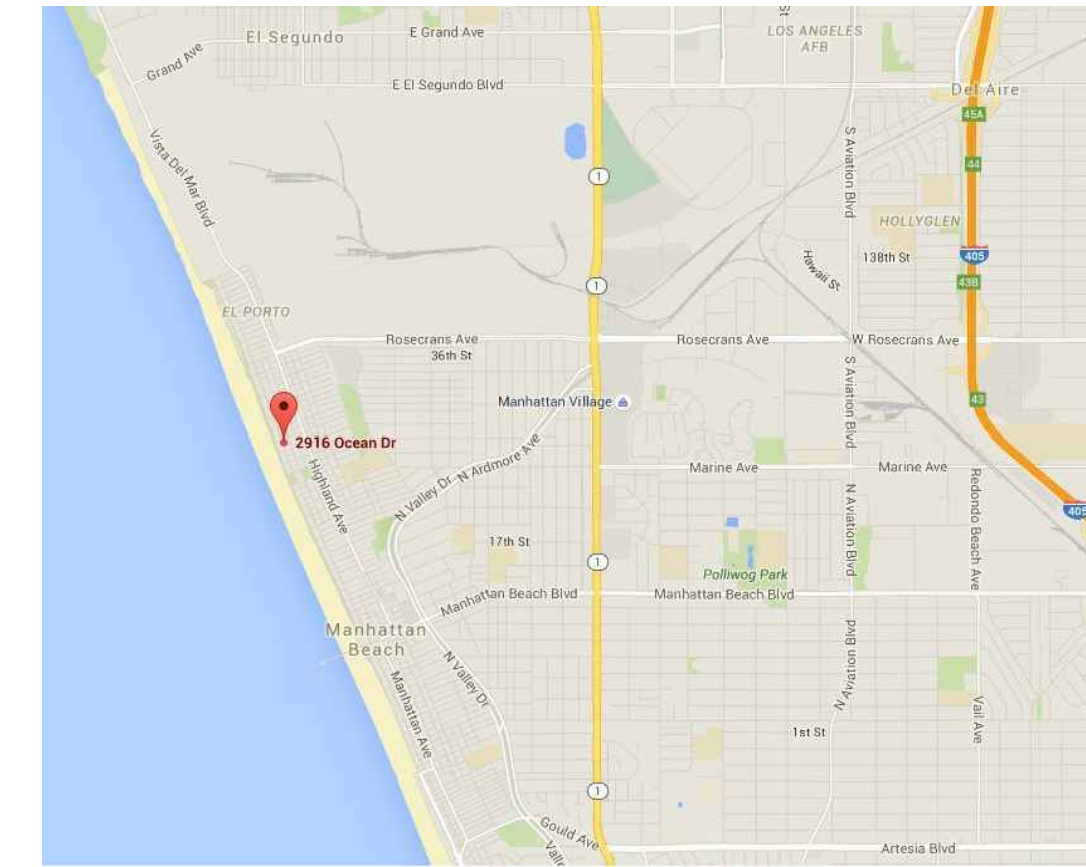 El Segundo
E Grand Ave
St
LOS ANGELES
AFB
Grand Ave
E El Segundo Blvd
Del Aire
45A
Vista Del Mar Blvd
S Aviation Blvd
44
1
HOLLYGLEN
138th St
405
Hawaii St
43B
1
EL PORTO
Rosecrans Ave
Rosecrans Ave
W Rosecrans Ave
36th St
S Aviation Blvd
Manhattan Village
43
2916 Ocean Dr
N Ardmore Ave
Highland Ave
Marine Ave
Marine Ave
N Valley Dr
N Aviation Blvd
Redondo Beach Ave
405
17th St
1
Polliwog Park
Manhattan Beach Blvd
Manhattan Beach Blvd
Manhattan
Beach
N Valley Dr
N Aviation Blvd
Manhattan Ave
Vail Ave
1st St
1
Gould Ave
Valle
Artesia Blvd